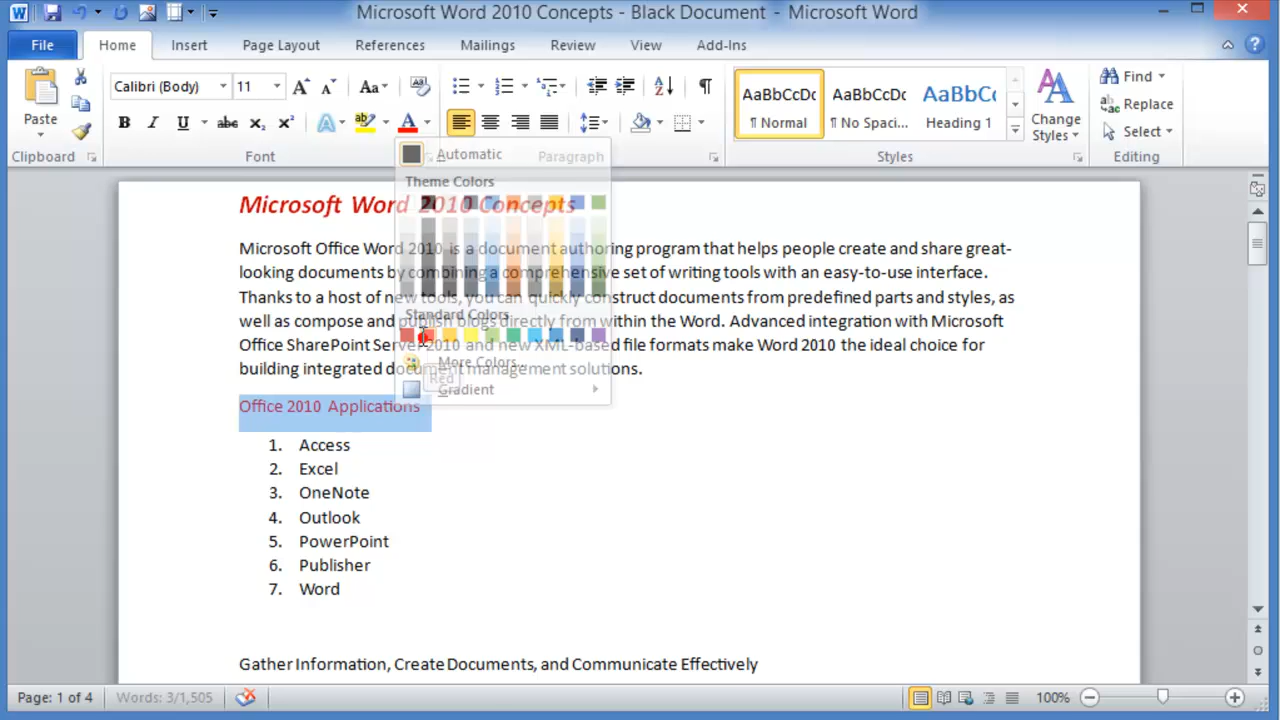 Microsoft Word 2010 Concepts - Black Document - Microsoft Word
File Home Insert Page Layout References Mailings Review View Add-Ins
Paste
Calibri (Body) 11
Aa
Find
Replace
Select
AaBbCcDc AaBbCcDc AaBbCc
¶ Normal ¶ No Spaci... Heading 1
Change Styles
Clipboard Font Paragraph Styles Editing
Automatic
Theme Colors
Standard Colors
More Colors...
Gradient
Red
Microsoft Word 2010 Concepts
Microsoft Office Word 2010 is a document authoring program that helps people create and share great-
looking documents by combining a comprehensive set of writing tools with an easy-to-use interface.
Thanks to a host of new tools, you can quickly construct documents from predefined parts and styles, as
well as compose and publish blogs directly from within the Word. Advanced integration with Microsoft
Office SharePoint Server 2010 and new XML-based file formats make Word 2010 the ideal choice for
building integrated document management solutions.
Office 2010 Applications
1. Access
2. Excel
3. OneNote
4. Outlook
5. PowerPoint
6. Publisher
7. Word
Gather Information, Create Documents, and Communicate Effectively
Page: 1 of 4 Words: 3/1,505 100%